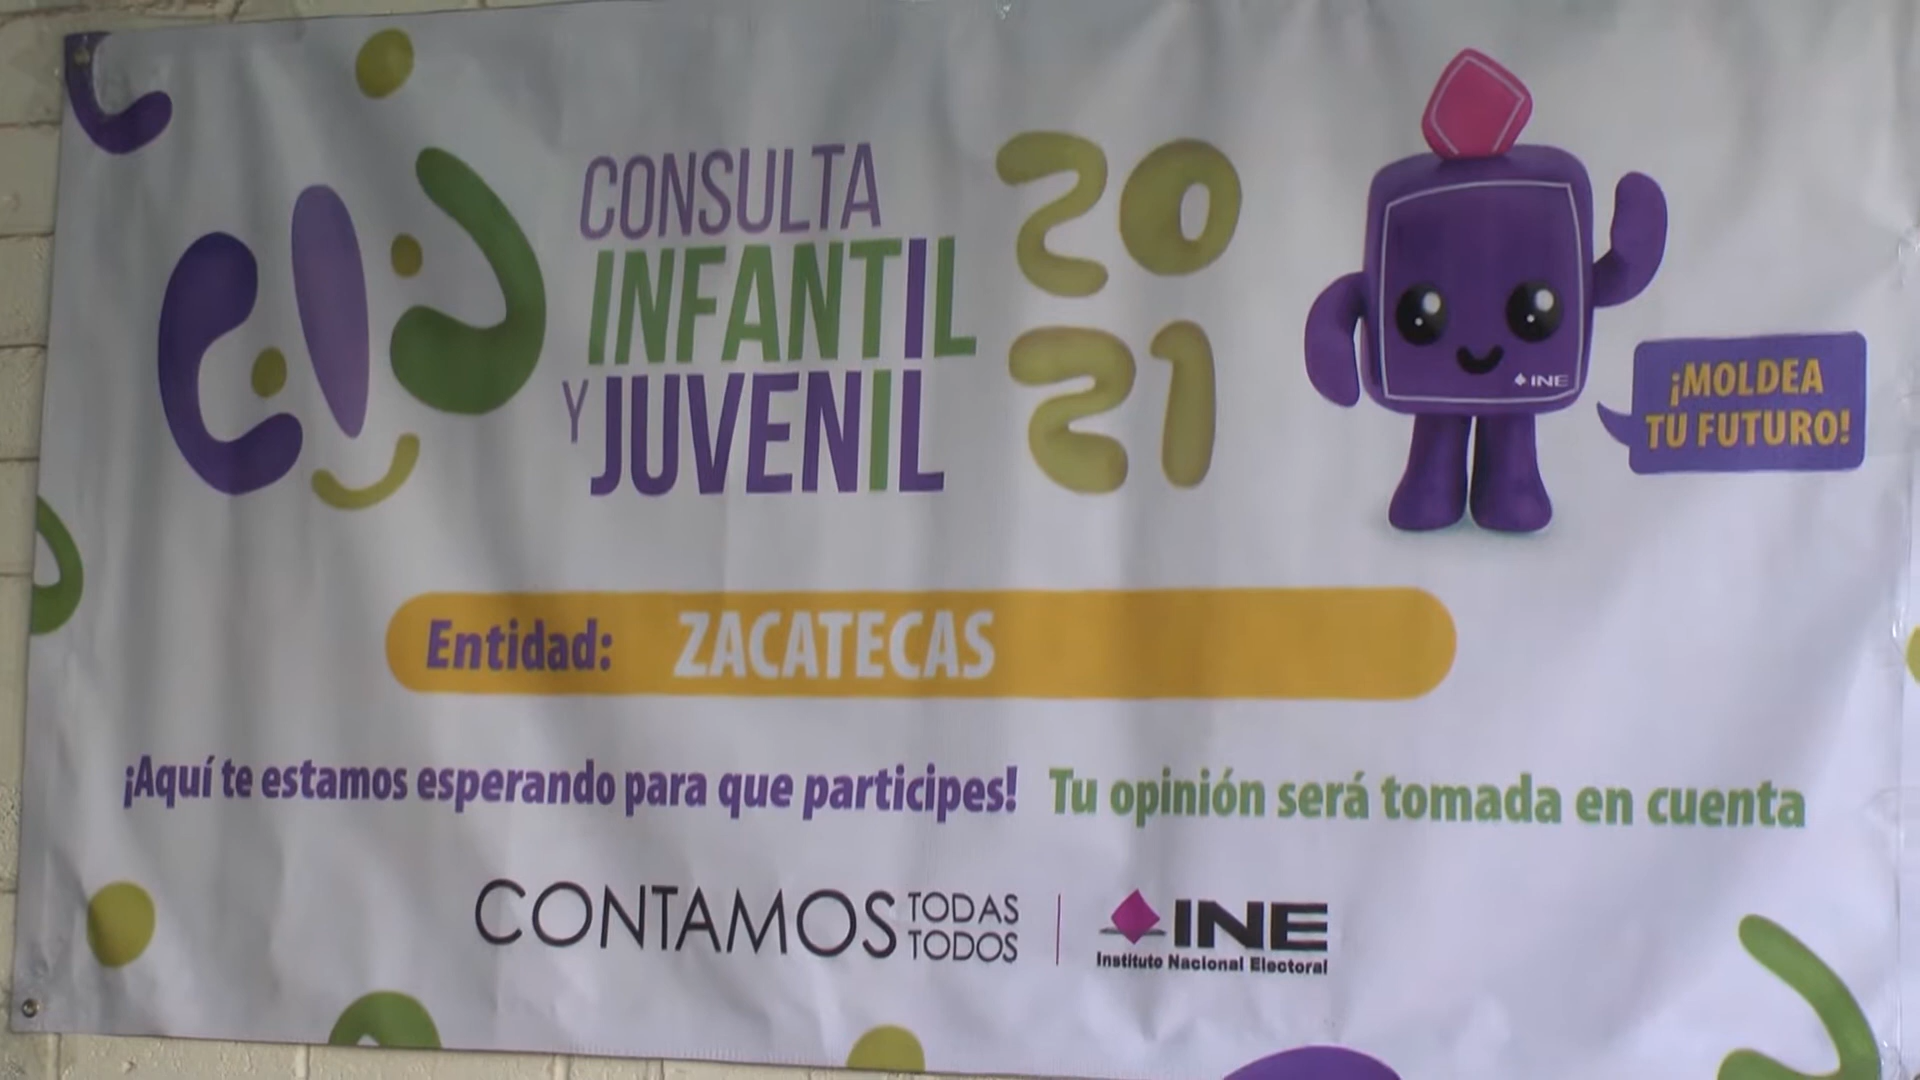 CONSULTA
INFANTIL
Y JUVENIL
20
21
INE
¡MOLDEA
TU FUTURO!
Entidad: ZACATECAS
¡Aquí te estamos esperando para que participes! Tu opinión será tomada en cuenta
CONTAMOS TODAS
TODOS
INE
Instituto Nacional Electoral